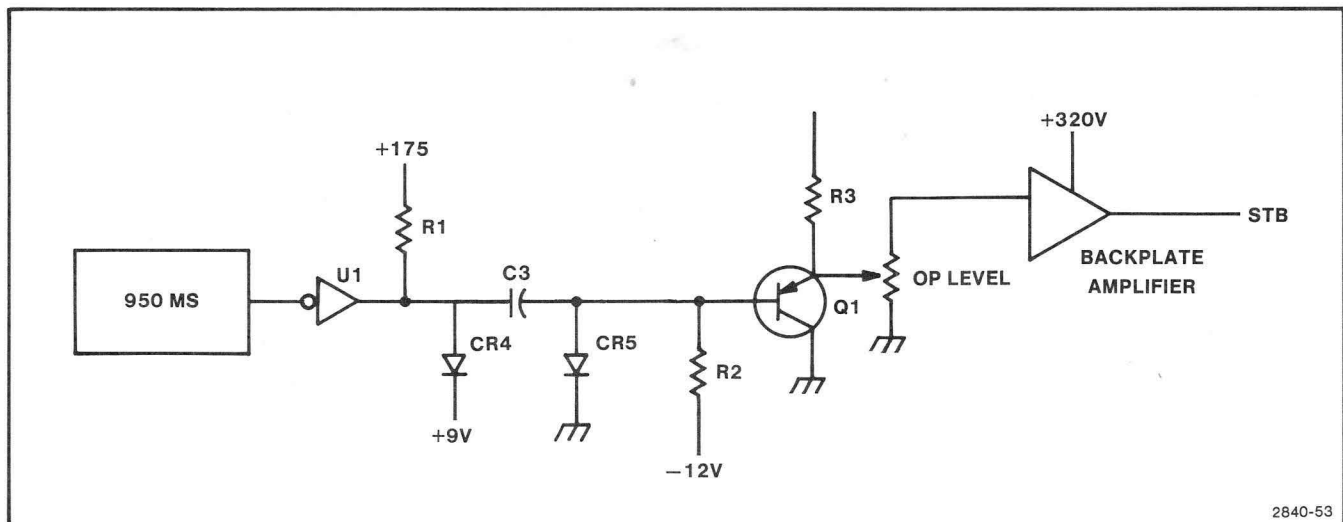 +175
R1
950 MS
U1
CR4
+9V
C3
CR5
R2
−12V
R3
Q1
OP LEVEL
+320V
BACKPLATE
AMPLIFIER
STB
2840-53